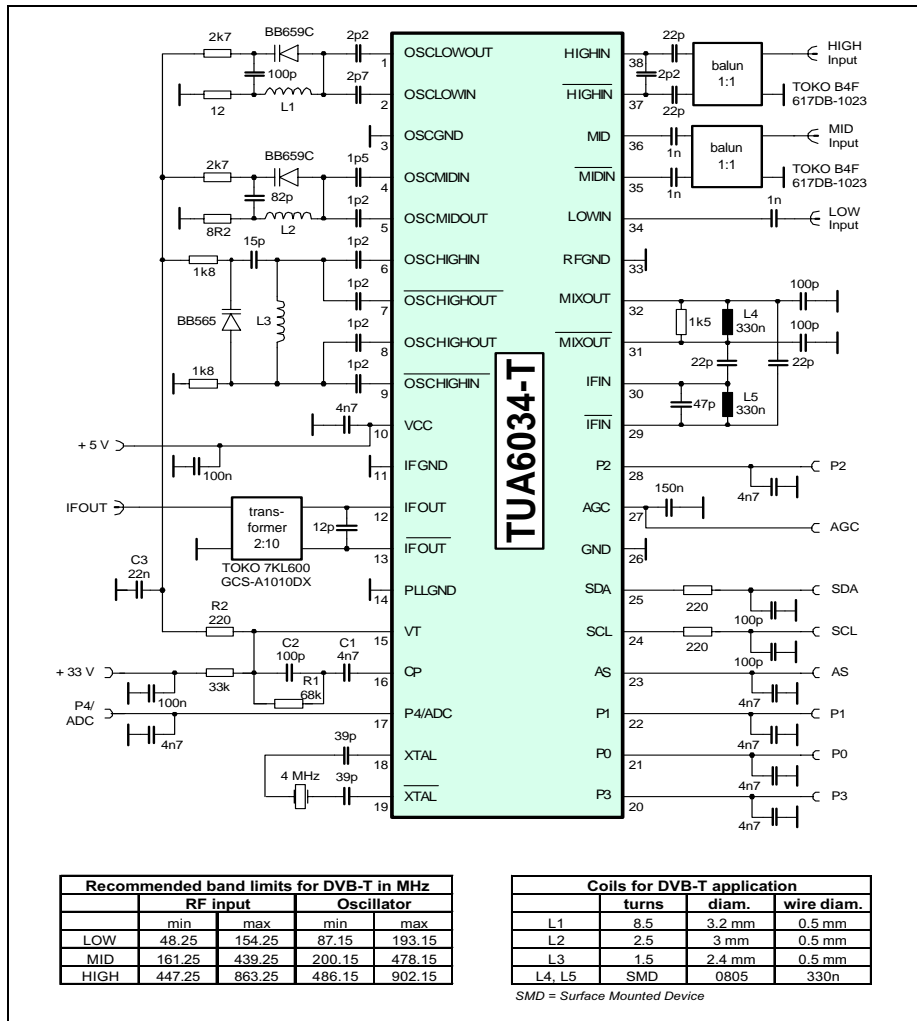 2k7
BB659C
2p2
1
OSCLOWOUT
100p
2p7
12
L1
2
OSCLOWIN
3
OSCGND
2k7
BB659C
1p5
4
OSCMIDIN
82p
1p2
8R2
L2
5
OSCMIDOUT
15p
1p2
1k8
6
OSCHIGHIN
1p2
BB565
L3
7
OSCHIGHOUT
1p2
8
OSCHIGHOUT
1p2
1k8
9
OSCHIGHIN
4n7
10
VCC
+ 5 V
100n
11
IFGND
IFOUT
trans-
former
2:10
12p
12
IFOUT
13
IFOUT
TOKO 7KL600
GCS-A1010DX
C3
22n
14
PLLGND
R2
220
15
VT
C2
100p
C1
4n7
+ 33 V
33k
R1
68k
16
CP
100n
P4/
ADC
4n7
17
P4/ADC
39p
18
XTAL
4 MHz
39p
19
XTAL
TUA6034-T
HIGHIN
38
22p
balun
1:1
HIGH
Input
2p2
HIGHIN
37
22p
TOKO B4F
617DB-1023
MID
36
1n
balun
1:1
MID
Input
MIDIN
35
1n
TOKO B4F
617DB-1023
LOWIN
34
1n
LOW
Input
RFGND
33
MIXOUT
32
100p
1k5
L4
330n
MIXOUT
31
100p
22p
22p
IFIN
30
47p
L5
330n
IFIN
29
P2
28
4n7
P2
AGC
27
150n
AGC
GND
26
SDA
25
220
100p
SDA
SCL
24
220
100p
SCL
AS
23
4n7
AS
P1
22
4n7
P1
P0
21
4n7
P0
P3
20
4n7
P3
Recommended band limits for DVB-T in MHz
RF input Oscillator
min max min max
LOW 48.25 154.25 87.15 193.15
MID 161.25 439.25 200.15 478.15
HIGH 447.25 863.25 486.15 902.15
Coils for DVB-T application
turns diam. wire diam.
L1 8.5 3.2 mm 0.5 mm
L2 2.5 3 mm 0.5 mm
L3 1.5 2.4 mm 0.5 mm
L4, L5 SMD 0805 330n
SMD = Surface Mounted Device